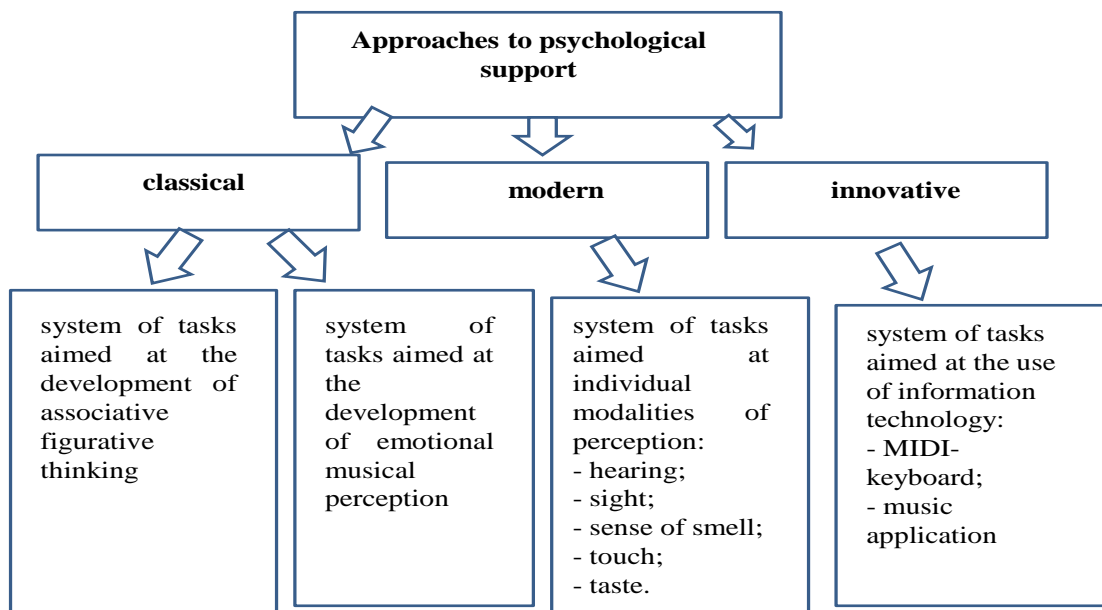 Approaches to psychological
support
classical
modern
innovative
system of tasks
aimed at the
development of
associative
figurative
thinking
system of
tasks aimed at
the
development
of emotional
musical
perception
system of tasks
aimed at
individual
modalities of
perception:
- hearing;
- sight;
- sense of smell;
- touch;
- taste.
system of tasks
aimed at the use
of information
technology:
- MIDI-
keyboard;
- music
application